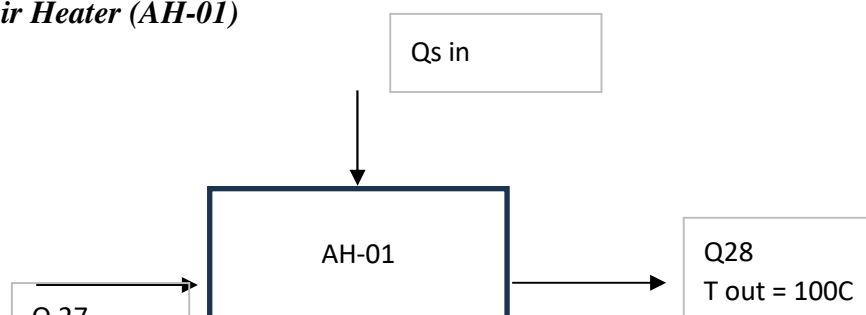 ir Heater (AH-01)
Qs in
AH-01
Q28
T out = 100C